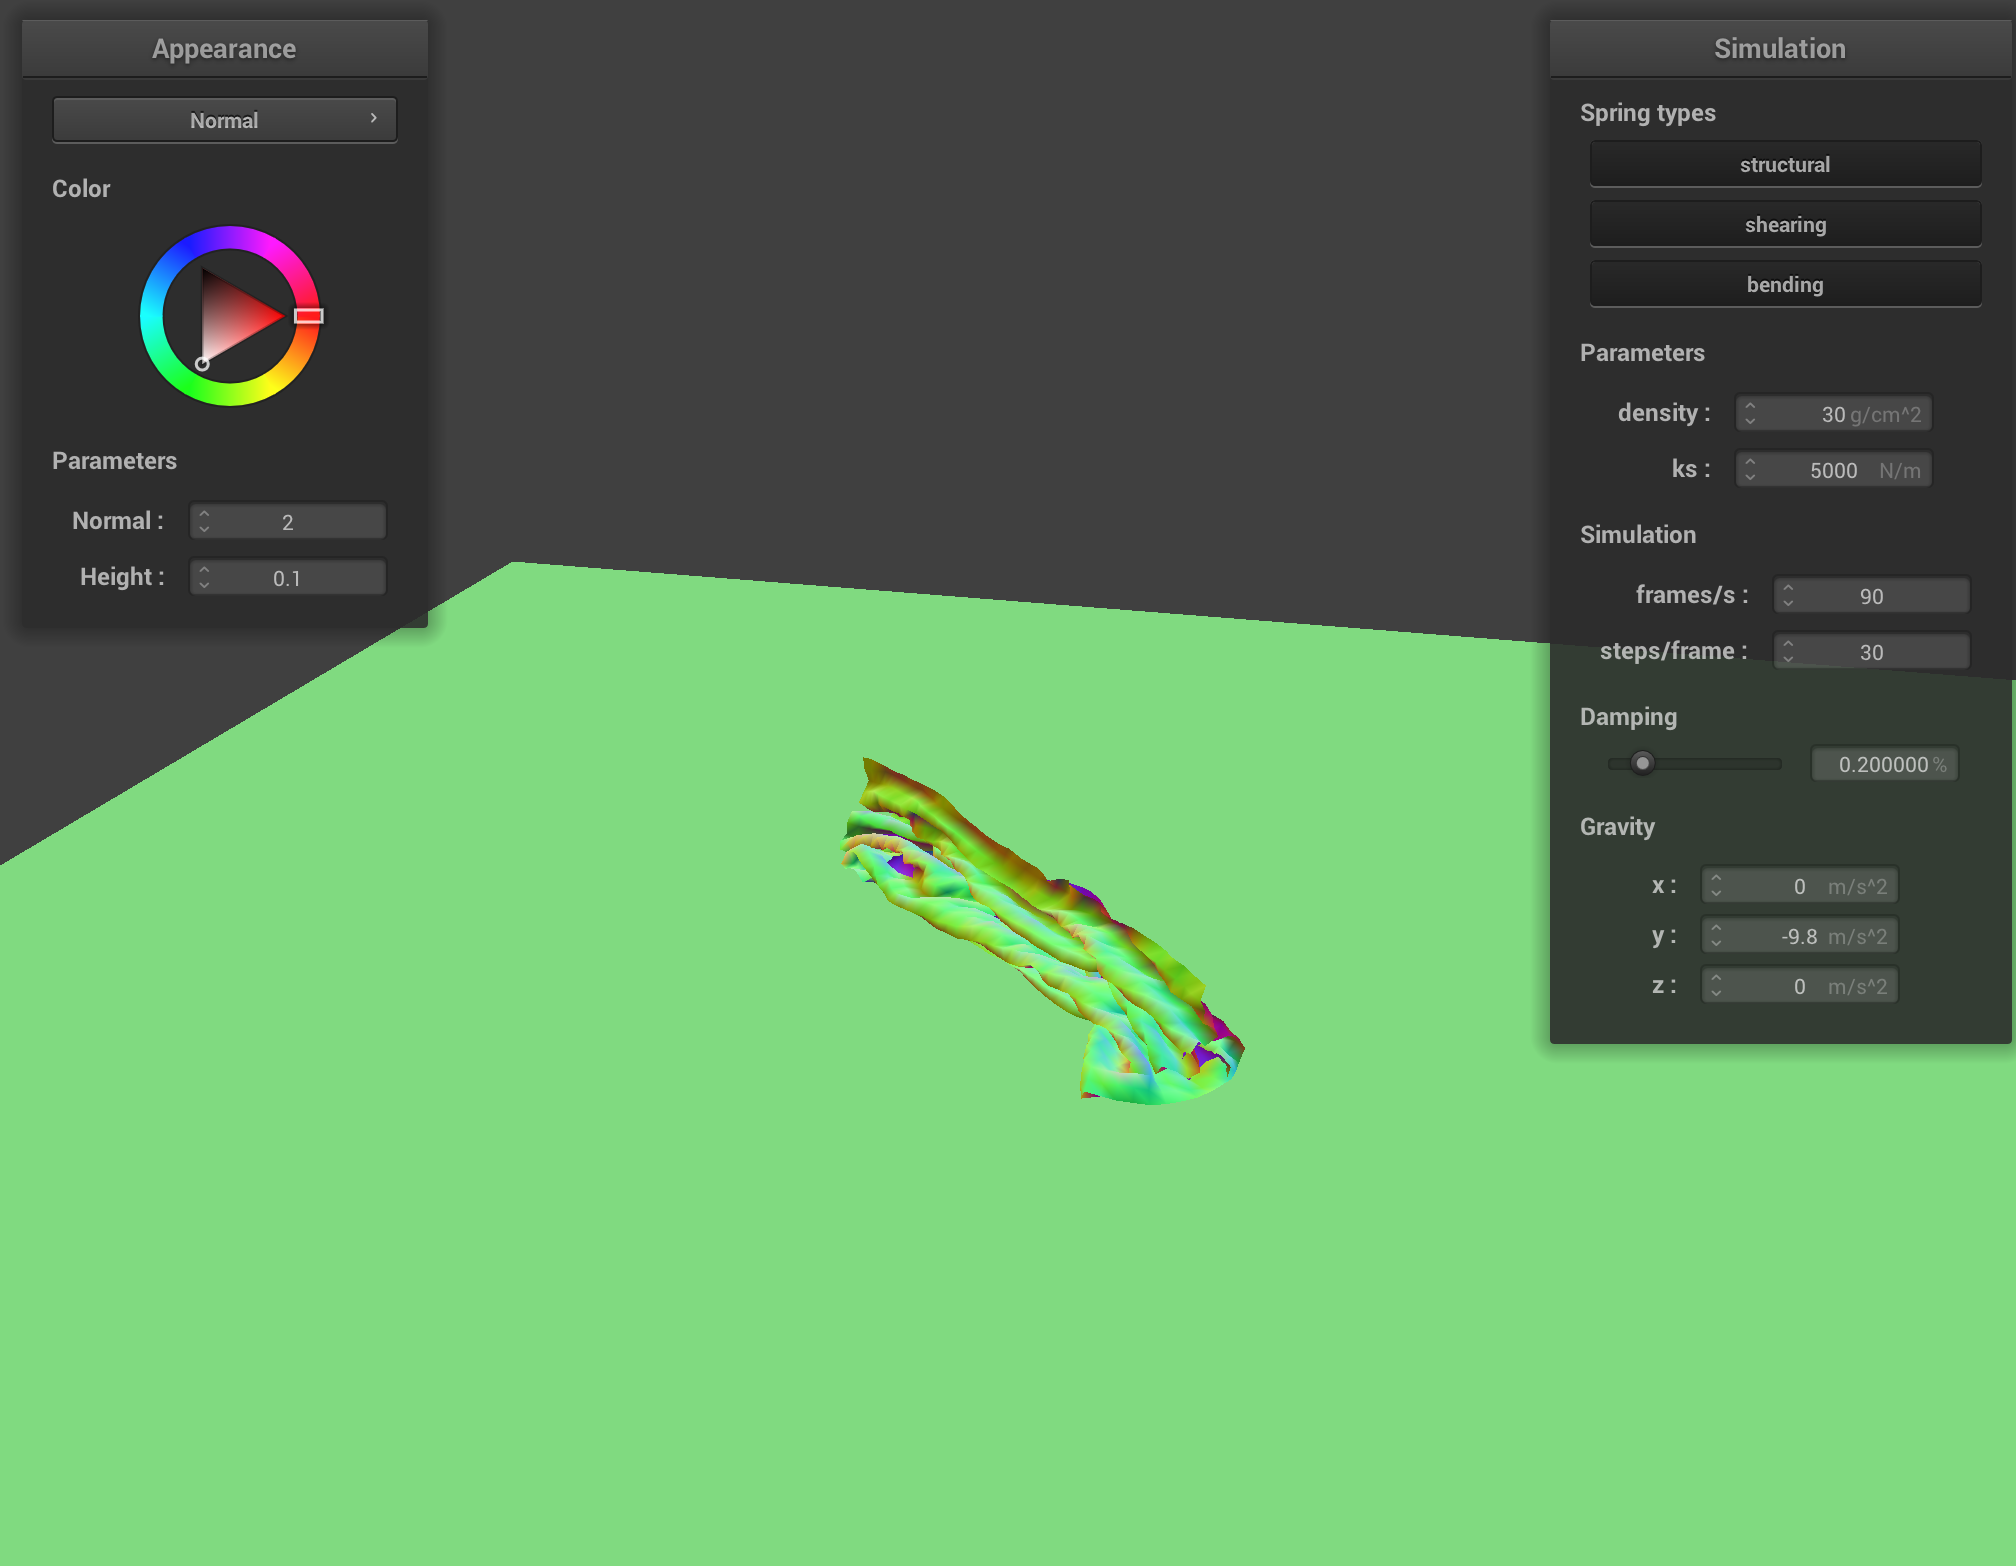 Appearance
Normal
Color
Parameters
Normal : 2
Height : 0.1
Simulation
Spring types
structural
shearing
bending
Parameters
density : 30 g/cm^2
ks : 5000 N/m
Simulation
frames/s : 90
steps/frame : 30
Damping
0.200000 %
Gravity
x : 0 m/s^2
y : -9.8 m/s^2
z : 0 m/s^2